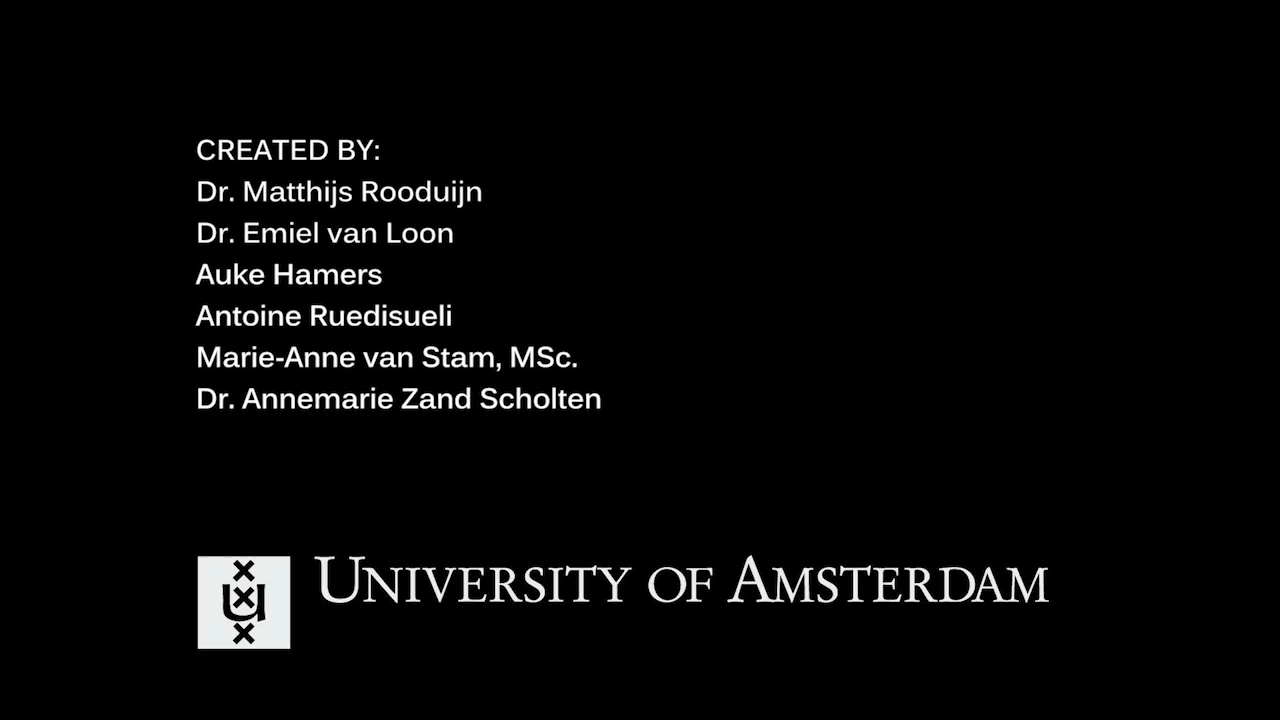 CREATED BY:
Dr. Matthijs Rooduijn
Dr. Emiel van Loon
Auke Hamers
Antoine Ruedisueli
Marie-Anne van Stam, MSc.
Dr. Annemarie Zand Scholten
UNIVERSITY OF AMSTERDAM